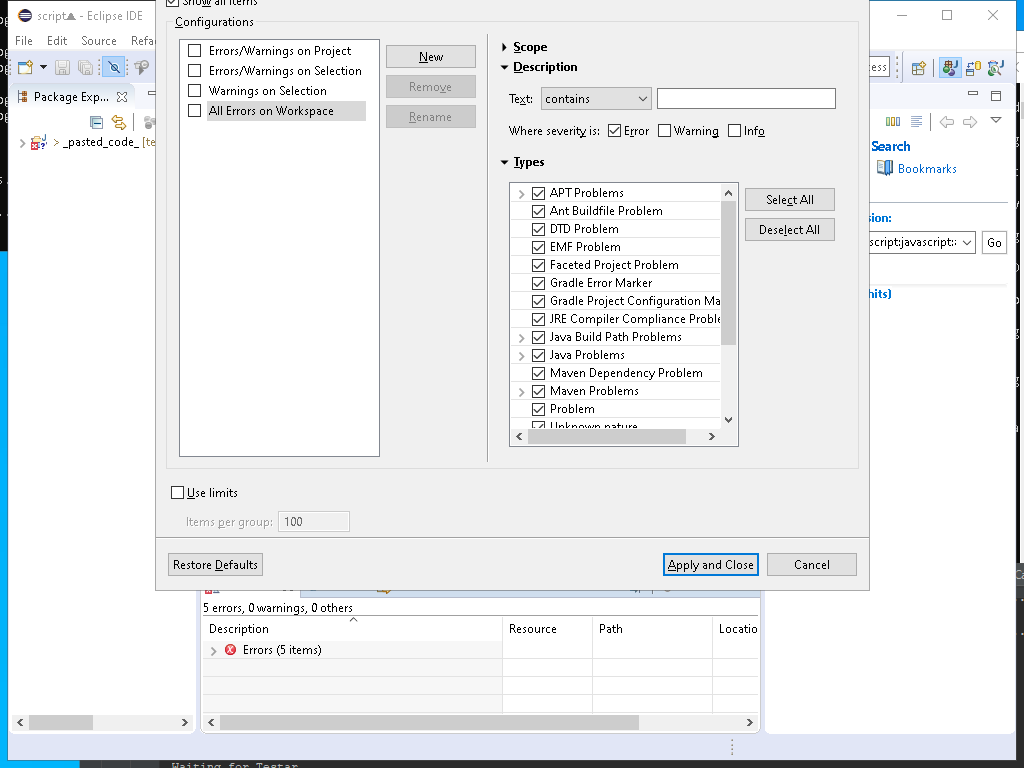 script▲ - Eclipse IDE
Show all items
File Edit Source Refa
Configurations
Errors/Warnings on Project
Errors/Warnings on Selection
Warnings on Selection
All Errors on Workspace
New
Remove
Rename
Scope
Description
Text: contains
Where severity is: Error Warning Info
Types
APT Problems
Ant Buildfile Problem
DTD Problem
EMF Problem
Faceted Project Problem
Gradle Error Marker
Gradle Project Configuration Ma
JRE Compiler Compliance Proble
Java Build Path Problems
Java Problems
Maven Dependency Problem
Maven Problems
Problem
Unknown nature
Select All
Deselect All
Use limits
Items per group: 100
Restore Defaults
Apply and Close
Cancel
Package Exp...
> _pasted_code_ [te
ess
Search
Bookmarks
sion:
script:javascript:
Go
hits)
5 errors, 0 warnings, 0 others
Description Resource Path Locatio
Errors (5 items)
Waiting for Testar